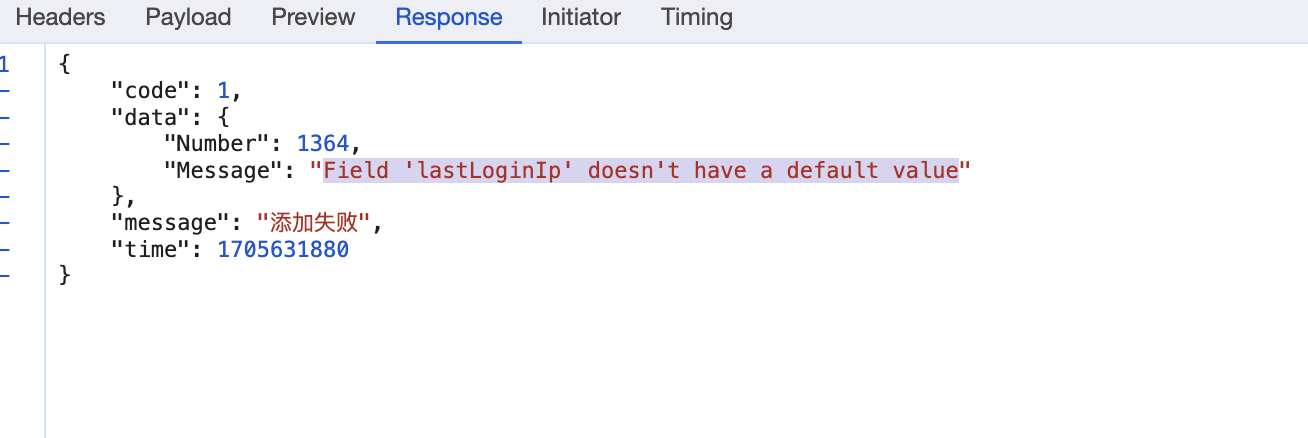 Headers Payload Preview Response Initiator Timing
1 {
- "code": 1,
- "data": {
- "Number": 1364,
- "Message": "Field 'lastLoginIp' doesn't have a default value"
- },
- "message": "添加失败",
- "time": 1705631880
- }